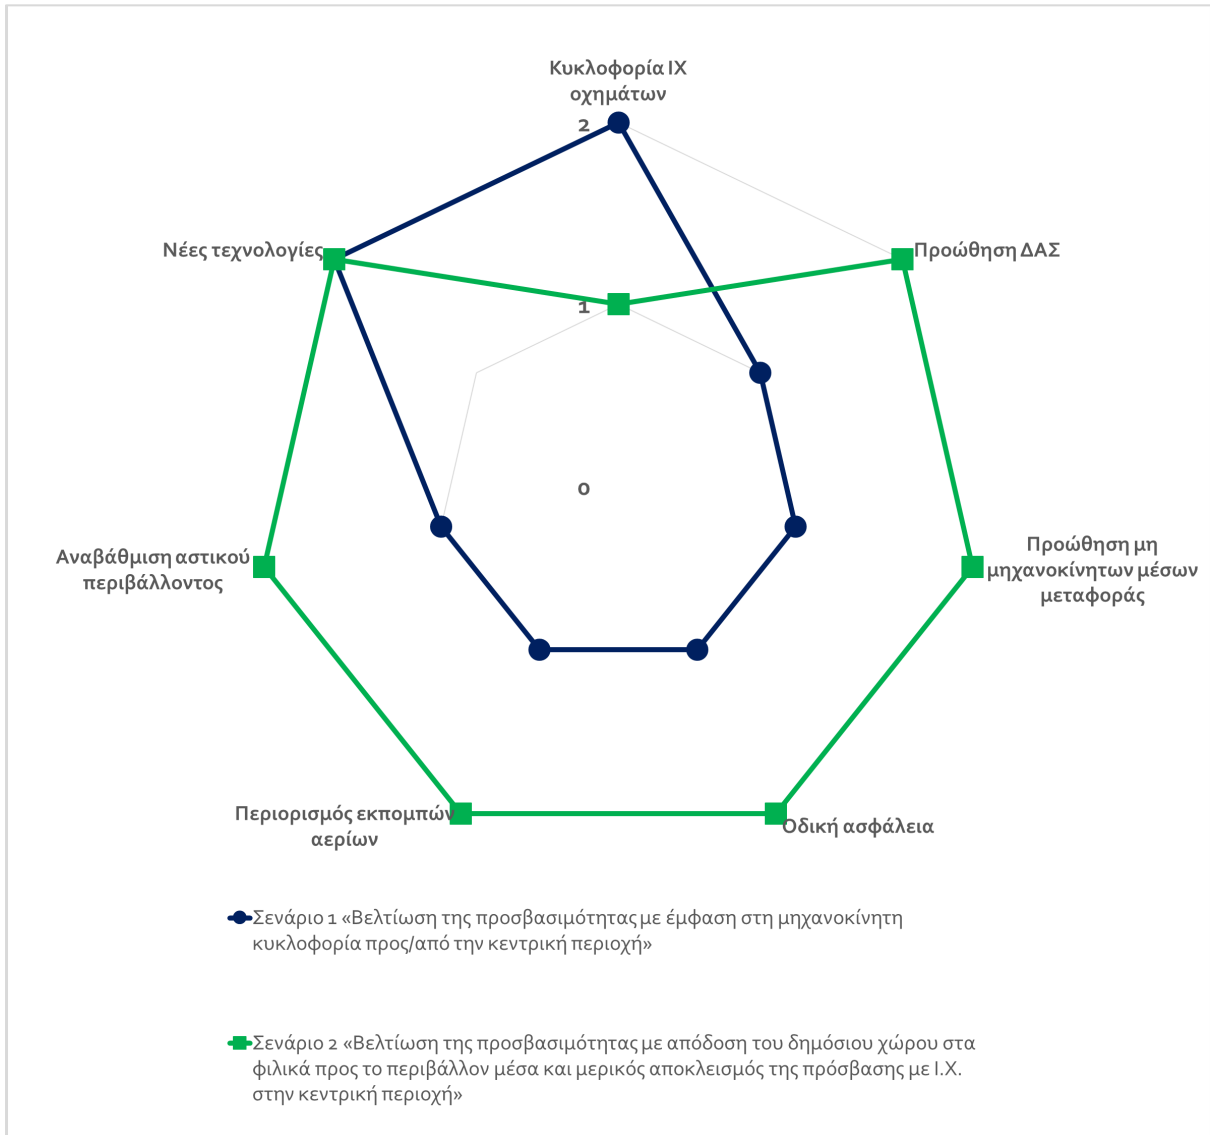 Κυκλοφορία ΙΧ
οχημάτων
2
Νέες τεχνολογίες
Προώθηση ΔΑΣ
1
0
Αναβάθμιση αστικού
περιβάλλοντος
Προώθηση μη
μηχανοκίνητων μέσων
μεταφοράς
Περιορισμός εκπομπών
αερίων
Οδική ασφάλεια
Σενάριο 1 «Βελτίωση της προσβασιμότητας με έμφαση στη μηχανοκίνητη
κυκλοφορία προς/από την κεντρική περιοχή»
Σενάριο 2 «Βελτίωση της προσβασιμότητας με απόδοση του δημόσιου χώρου στα
φιλικά προς το περιβάλλον μέσα και μερικός αποκλεισμός της πρόσβασης με Ι.Χ.
στην κεντρική περιοχή»